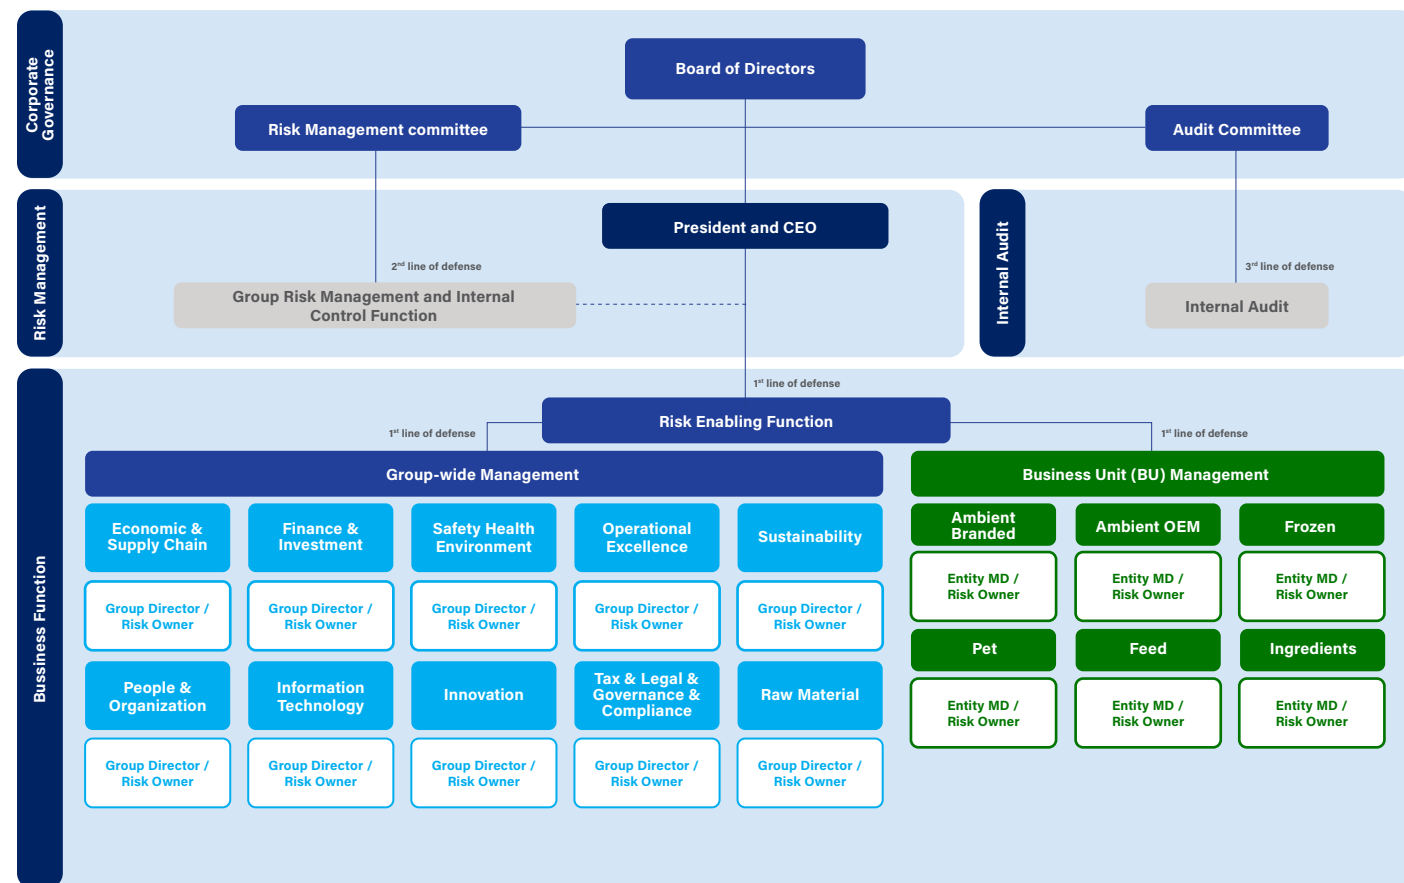 Corporate
Governance
Board of Directors
Risk Management committee
Audit Committee
Risk Management
President and CEO
2nd line of defense
Group Risk Management and Internal
Control Function
Internal Audit
3rd line of defense
Internal Audit
Bussiness Function
1st line of defense
Risk Enabling Function
1st line of defense
1st line of defense
Group-wide Management
Economic &
Supply Chain
Finance &
Investment
Safety Health
Environment
Operational
Excellence
Sustainability
Group Director /
Risk Owner
Group Director /
Risk Owner
Group Director /
Risk Owner
Group Director /
Risk Owner
Group Director /
Risk Owner
People &
Organization
Information
Technology
Innovation
Tax & Legal &
Governance &
Compliance
Raw Material
Group Director /
Risk Owner
Group Director /
Risk Owner
Group Director /
Risk Owner
Group Director /
Risk Owner
Group Director /
Risk Owner
Business Unit (BU) Management
Ambient
Branded
Ambient OEM
Frozen
Entity MD /
Risk Owner
Entity MD /
Risk Owner
Entity MD /
Risk Owner
Pet
Feed
Ingredients
Entity MD /
Risk Owner
Entity MD /
Risk Owner
Entity MD /
Risk Owner